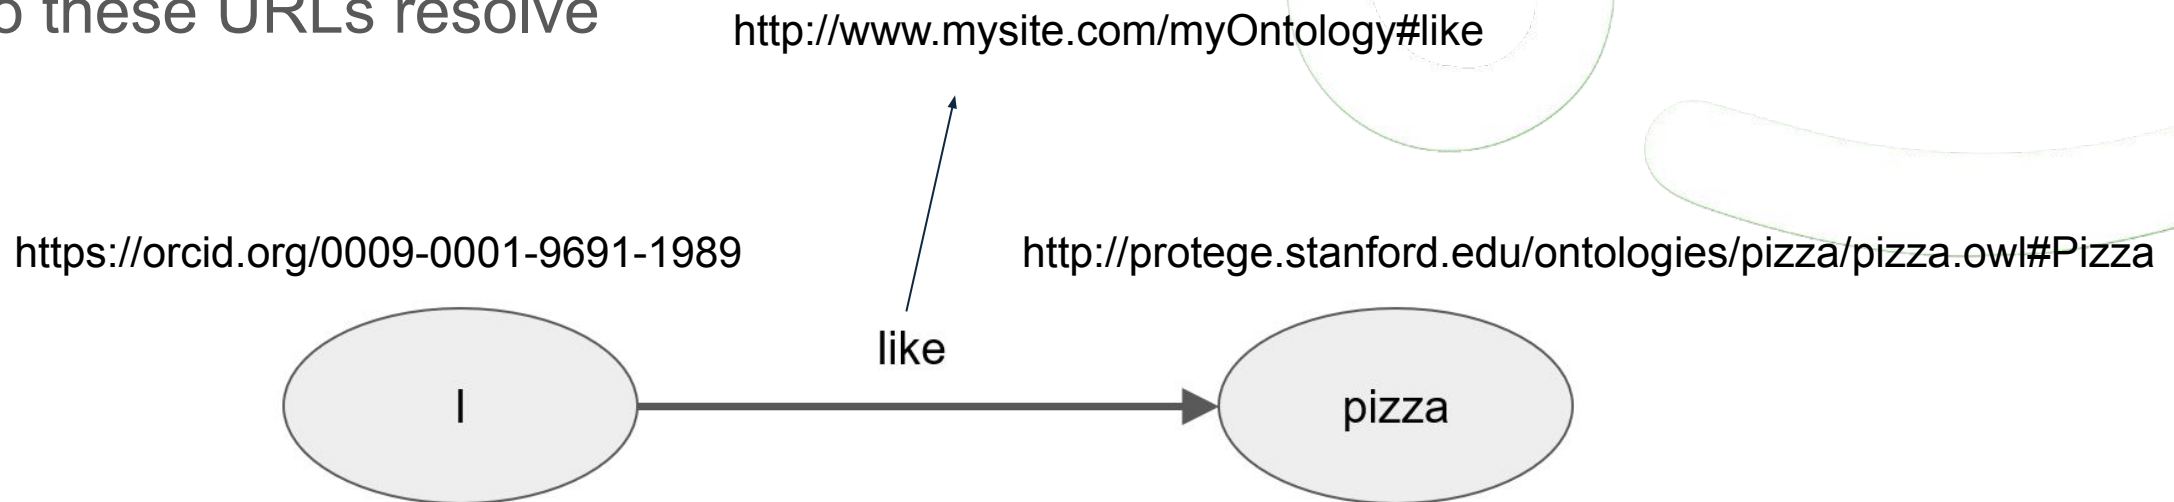 these URLs resolve
http://www.mysite.com/myOntology#like
https://orcid.org/0009-0001-9691-1989
http://protege.stanford.edu/ontologies/pizza/pizza.owl#Pizza
like
I
pizza